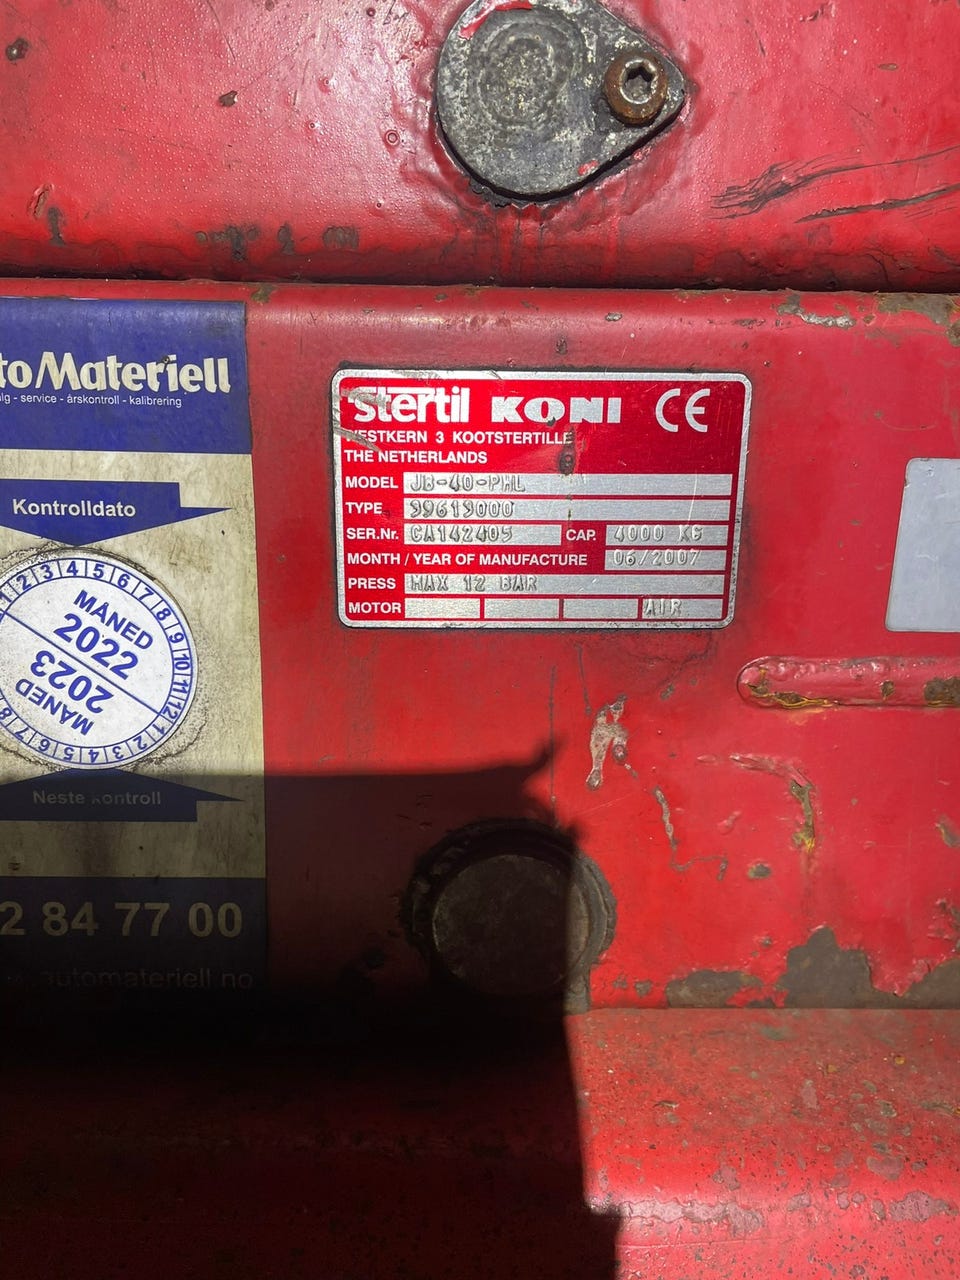 to Materiell
lg - service - årskontroll - kalibrering
Kontrolldato
1 2 3 4 5 6 7 8 9 10 11 12
MÅNED
2022
2023
MÅNED
1 2 3 4 5 6 7 8
Neste kontroll
2 84 77 00
automateriell no
stertil KONI CE
WESTKERN 3 KOOTSTERTILLE
THE NETHERLANDS
MODEL JB-40-PHL
TYPE 99619000
SER.Nr. CA142405 CAP. 4000 KG
MONTH / YEAR OF MANUFACTURE 06/2007
PRESS MAX 12 BAR
MOTOR AIR